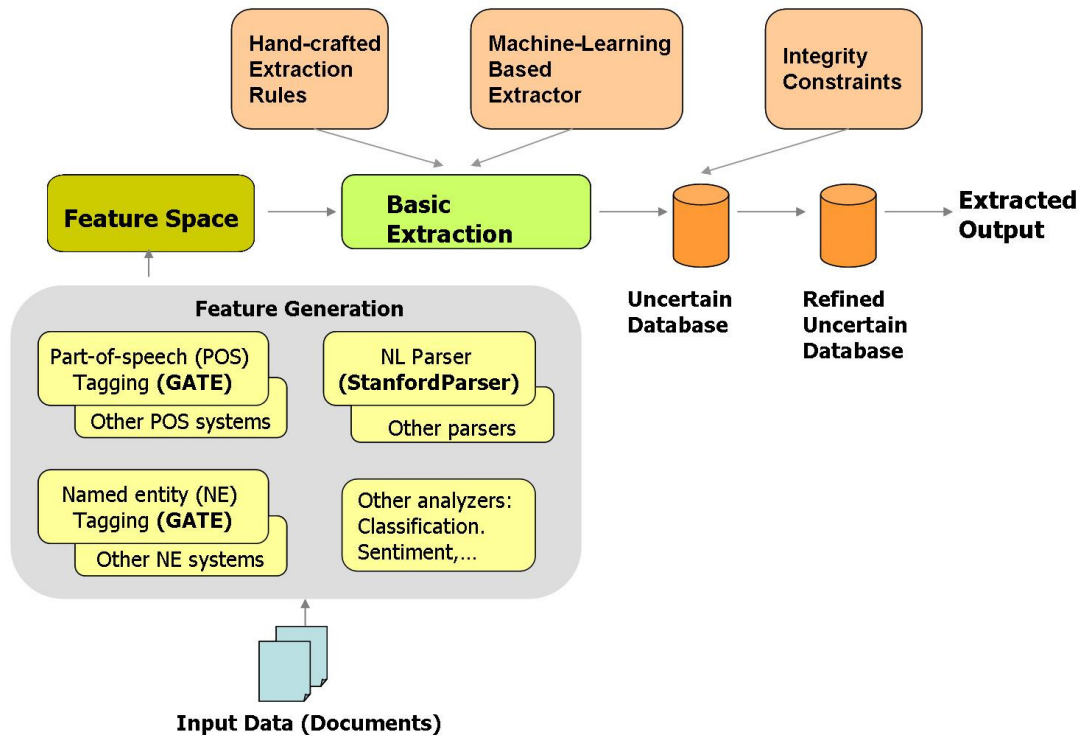 Hand-crafted
Extraction
Rules
Machine-Learning
Based
Extractor
Integrity
Constraints
Feature Space
Basic
Extraction
Extracted
Output
Uncertain
Database
Refined
Uncertain
Database
Feature Generation
Part-of-speech (POS)
Tagging (GATE)
Other POS systems
NL Parser
(StanfordParser)
Other parsers
Named entity (NE)
Tagging (GATE)
Other NE systems
Other analyzers:
Classification.
Sentiment,...
Input Data (Documents)